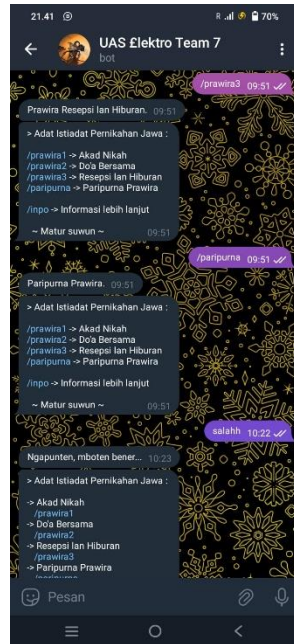 21.41
R
70%
UAS £lektro Team 7
bot
/prawira3 09:51
Prawira Resepsi lan Hiburan. 09:51
> Adat Istiadat Pernikahan Jawa :
/prawira1 -> Akad Nikah
/prawira2 -> Do'a Bersama
/prawira3 -> Resepsi lan Hiburan
/paripurna -> Paripurna Prawira
/inpo -> Informasi lebih lanjut
~ Matur suwun ~ 09:51
/paripurna 09:51
Paripurna Prawira. 09:51
> Adat Istiadat Pernikahan Jawa :
/prawira1 -> Akad Nikah
/prawira2 -> Do'a Bersama
/prawira3 -> Resepsi lan Hiburan
/paripurna -> Paripurna Prawira
/inpo -> Informasi lebih lanjut
~ Matur suwun ~ 09:51
salahh 10:22
Ngapunten, mboten bener... 10:23
> Adat Istiadat Pernikahan Jawa :
-> Akad Nikah
/prawira1
-> Do'a Bersama
/prawira2
-> Resepsi lan Hiburan
/prawira3
-> Paripurna Prawira
/paripurna
Pesan